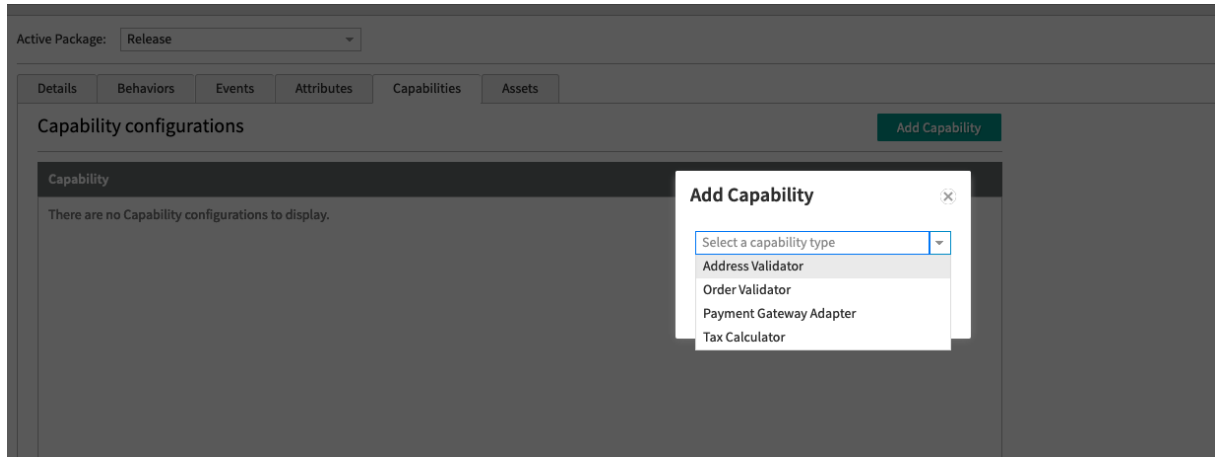 Active Package: Release
Details Behaviors Events Attributes Capabilities Assets
Capability configurations
Add Capability
Capability
There are no Capability configurations to display.
Add Capability
Select a capability type
Address Validator
Order Validator
Payment Gateway Adapter
Tax Calculator